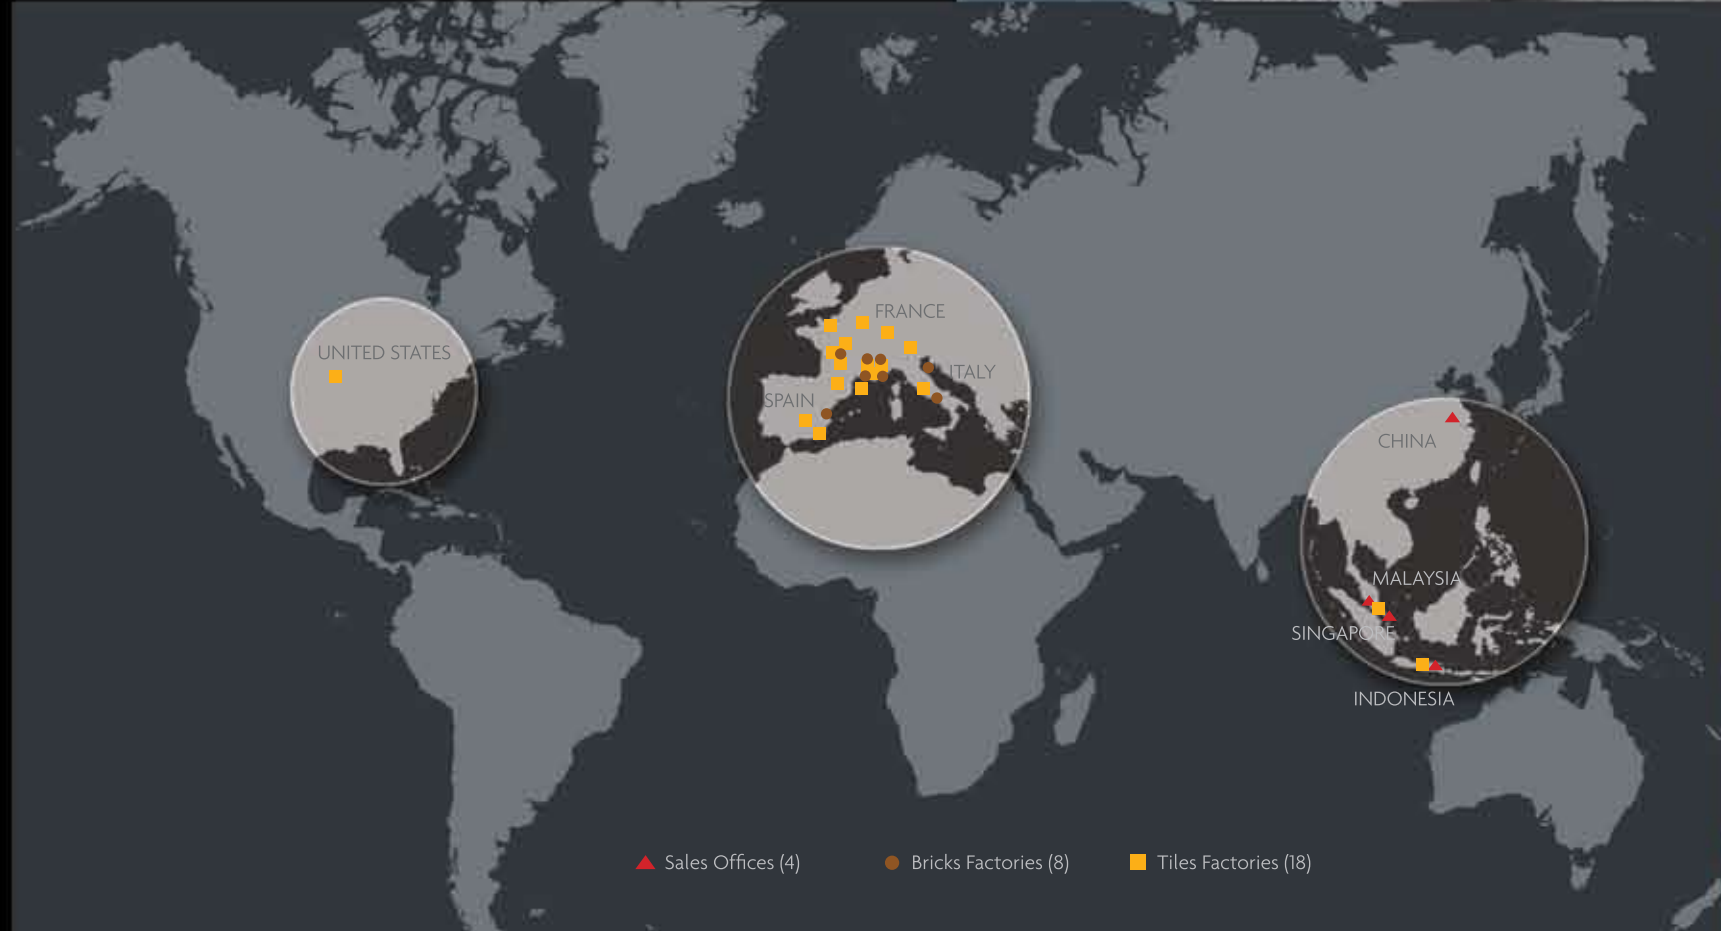 FRANCE
UNITED STATES
ITALY
SPAIN
CHINA
MALAYSIA
SINGAPORE
INDONESIA
Sales Offices (4)
Bricks Factories (8)
Tiles Factories (18)